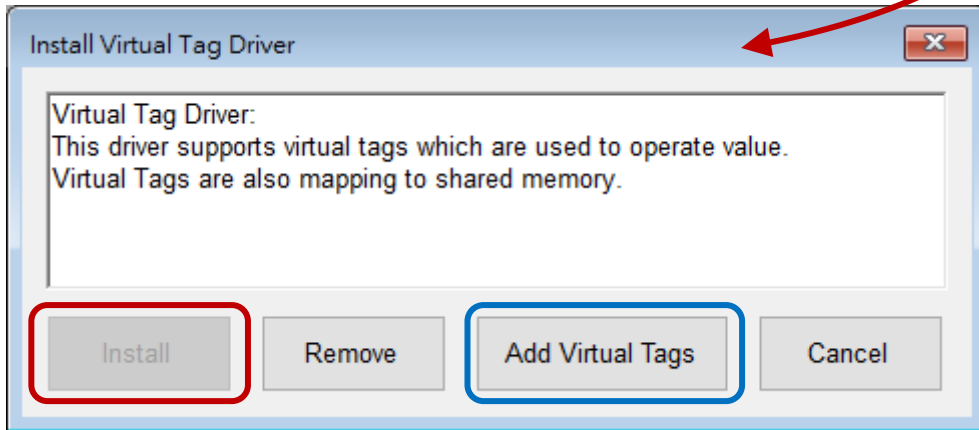 Install Virtual Tag Driver
Virtual Tag Driver:
This driver supports virtual tags which are used to operate value.
Virtual Tags are also mapping to shared memory.
Install Remove Add Virtual Tags Cancel